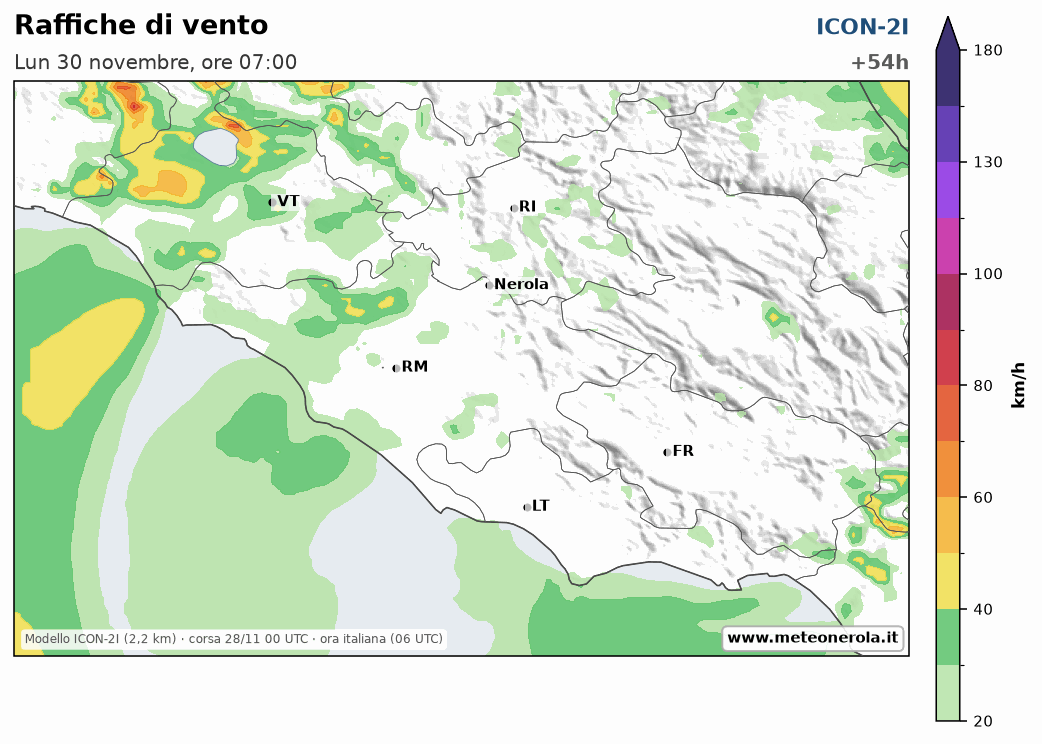 Raffiche di vento
ICON-2I
Lun 30 novembre, ore 07:00
+54h
180
130
100
80
60
40
20
km/h
VT
RI
Nerola
RM
FR
LT
Modello ICON-2I (2,2 km) · corsa 28/11 00 UTC · ora italiana (06 UTC)
www.meteonerola.it